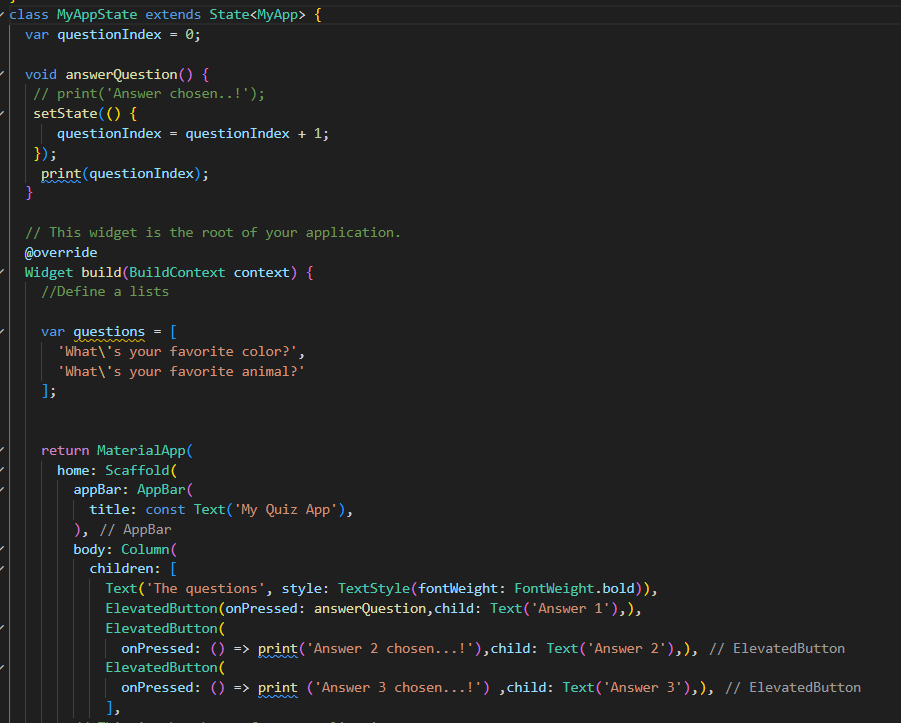 class MyAppState extends State<MyApp> {
var questionIndex = 0;
void answerQuestion() {
// print('Answer chosen..!');
setState(() {
questionIndex = questionIndex + 1;
});
print(questionIndex);
}
// This widget is the root of your application.
@override
Widget build(BuildContext context) {
//Define a lists
var questions = [
'What\'s your favorite color?',
'What\'s your favorite animal?'
];
return MaterialApp(
home: Scaffold(
appBar: AppBar(
title: const Text('My Quiz App'),
), // AppBar
body: Column(
children: [
Text('The questions', style: TextStyle(fontWeight: FontWeight.bold)),
ElevatedButton(onPressed: answerQuestion,child: Text('Answer 1'),),
ElevatedButton(
onPressed: () => print('Answer 2 chosen...!'),child: Text('Answer 2'),), // ElevatedButton
ElevatedButton(
onPressed: () => print ('Answer 3 chosen...!') ,child: Text('Answer 3'),), // ElevatedButton
],